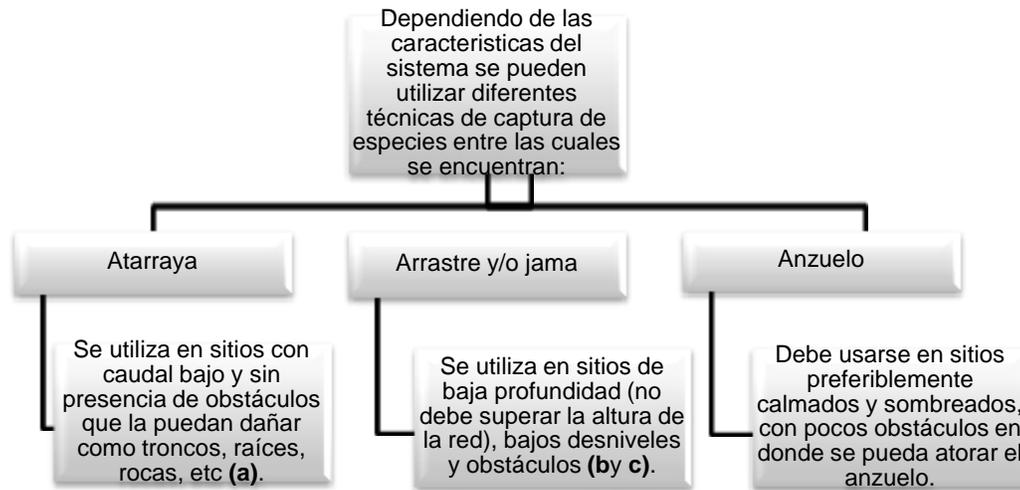 Dependiendo de las
caracteristicas del
sistema se pueden
utilizar diferentes
técnicas de captura de
especies entre las cuales
se encuentran:
Atarraya
Se utiliza en sitios con
caudal bajo y sin
presencia de obstáculos
que la puedan dañar
como troncos, raíces,
rocas, etc (a).
Arrastre y/o jama
Se utiliza en sitios de
baja profundidad (no
debe superar la altura de
la red), bajos desniveles
y obstáculos (by c).
Anzuelo
Debe usarse en sitios
preferiblemente
calmados y sombreados,
con pocos obstáculos en
donde se pueda atorar el
anzuelo.